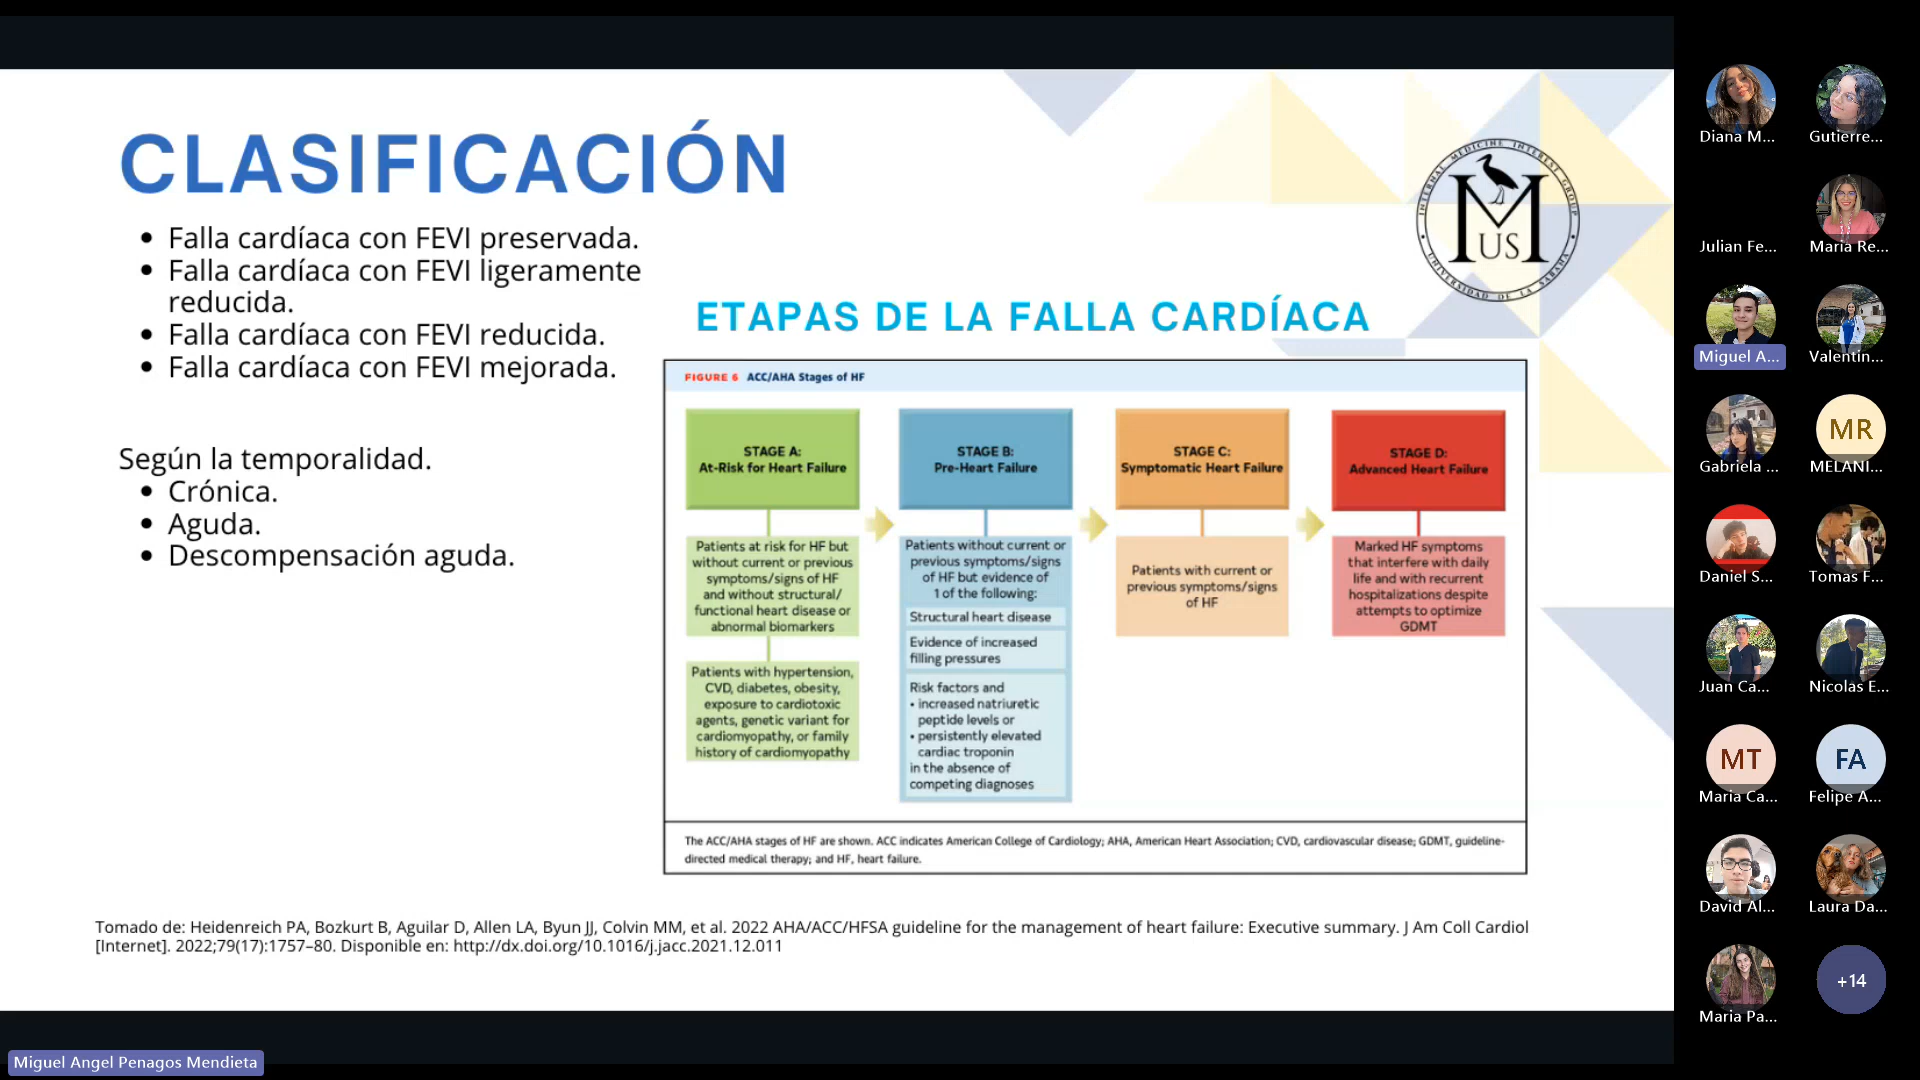 CLASIFICACIÓN
• Falla cardíaca con FEVI preservada.
• Falla cardíaca con FEVI ligeramente
reducida.
• Falla cardíaca con FEVI reducida.
• Falla cardíaca con FEVI mejorada.
Según la temporalidad.
• Crónica.
• Aguda.
• Descompensación aguda.
INTERNAL MEDICINE INTEREST GROUP
M
US
UNIVERSIDAD DE LA SABANA
ETAPAS DE LA FALLA CARDÍACA
FIGURE 6 ACC/AHA Stages of HF
STAGE A:
At-Risk for Heart Failure
Patients at risk for HF but
without current or previous
symptoms/signs of HF
and without structural/
functional heart disease or
abnormal biomarkers
Patients with hypertension,
CVD, diabetes, obesity,
exposure to cardiotoxic
agents, genetic variant for
cardiomyopathy, or family
history of cardiomyopathy
STAGE B:
Pre-Heart Failure
Patients without current or
previous symptoms/signs
of HF but evidence of
1 of the following:
Structural heart disease
Evidence of increased
filling pressures
Risk factors and
• increased natriuretic
peptide levels or
• persistently elevated
cardiac troponin
in the absence of
competing diagnoses
STAGE C:
Symptomatic Heart Failure
Patients with current or
previous symptoms/signs
of HF
STAGE D:
Advanced Heart Failure
Marked HF symptoms
that interfere with daily
life and with recurrent
hospitalizations despite
attempts to optimize
GDMT
The ACC/AHA stages of HF are shown. ACC indicates American College of Cardiology; AHA, American Heart Association; CVD, cardiovascular disease; GDMT, guideline-
directed medical therapy; and HF, heart failure.
Tomado de: Heidenreich PA, Bozkurt B, Aguilar D, Allen LA, Byun JJ, Colvin MM, et al. 2022 AHA/ACC/HFSA guideline for the management of heart failure: Executive summary. J Am Coll Cardiol
[Internet]. 2022;79(17):1757–80. Disponible en: http://dx.doi.org/10.1016/j.jacc.2021.12.011
Miguel Angel Penagos Mendieta
Diana M...
Gutierre...
Julian Fe...
Maria Re...
Miguel A...
Valentin...
Gabriela ...
MR
MELANI...
Daniel S...
Tomas F...
Juan Ca...
Nicolas E...
MT
Maria Ca...
FA
Felipe A...
David Al...
Laura Da...
Maria Pa...
+14